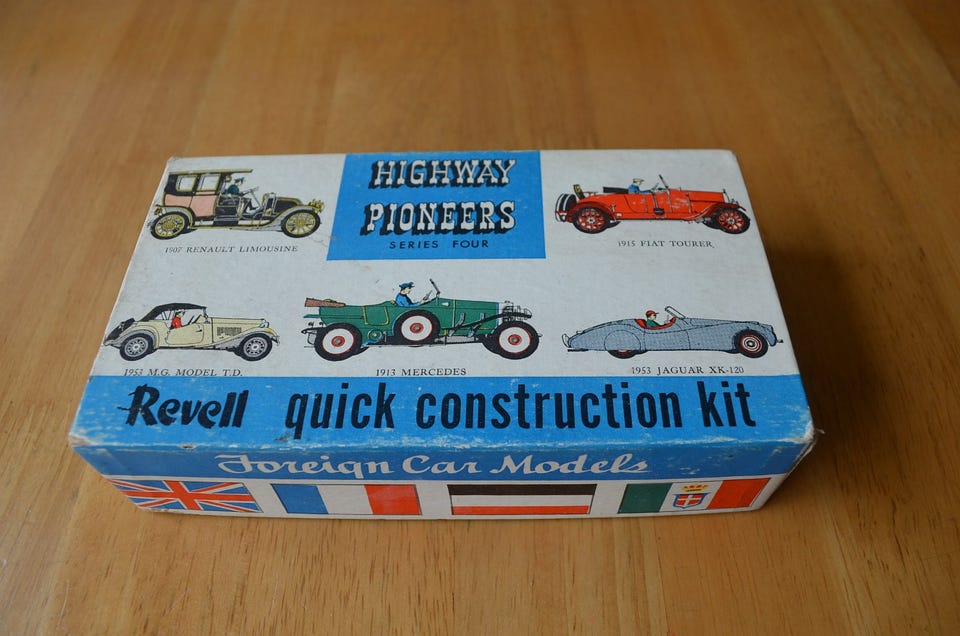 HIGHWAY
PIONEERS
SERIES FOUR
1907 RENAULT LIMOUSINE
1915 FIAT TOURER
1953 M.G. MODEL T.D.
1913 MERCEDES
1953 JAGUAR XK-120
Revell quick construction kit
Foreign Car Models